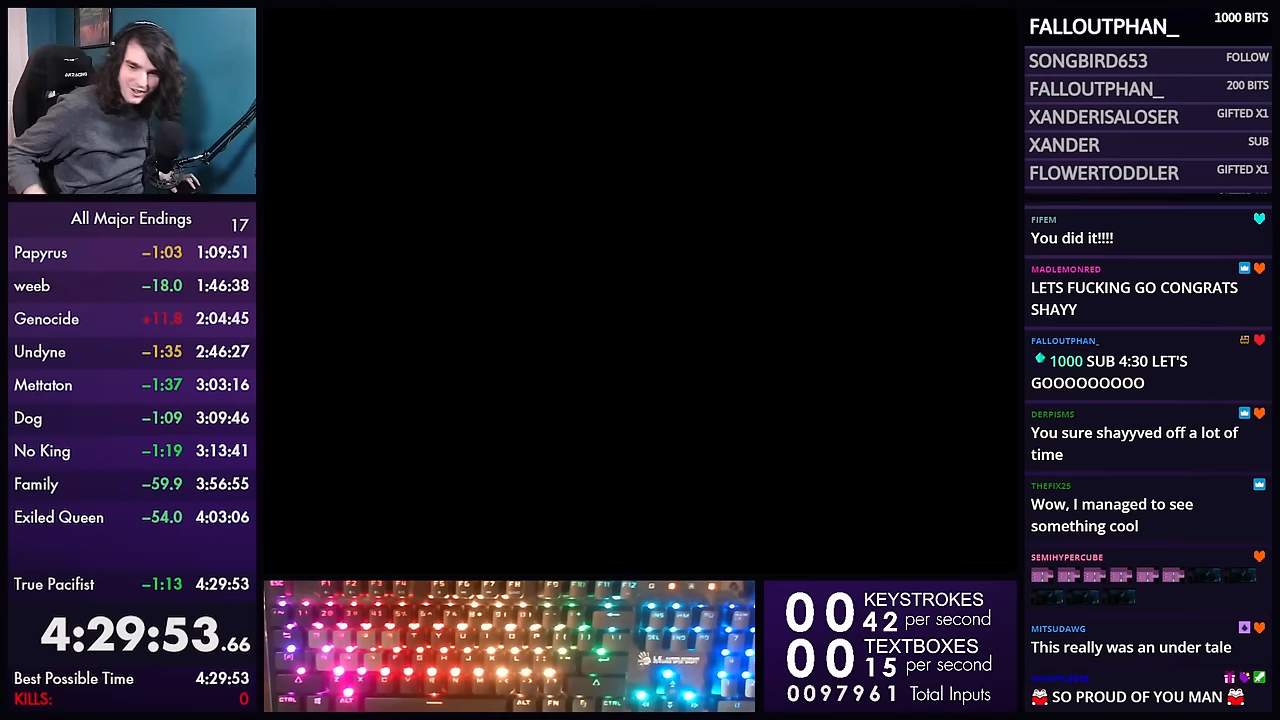 All Major Endings 17
Papyrus −1:03 1:09:51
weeb −18.0 1:46:38
Genocide +11.8 2:04:45
Undyne −1:35 2:46:27
Mettaton −1:37 3:03:16
Dog −1:09 3:09:46
No King −1:19 3:13:41
Family −59.9 3:56:55
Exiled Queen −54.0 4:03:06
True Pacifist −1:13 4:29:53
4:29:53.66
Best Possible Time 4:29:53
KILLS: 0
00 KEYSTROKES
42 per second
00 TEXTBOXES
15 per second
0097961 Total Inputs
FALLOUTPHAN_ 1000 BITS
SONGBIRD653 FOLLOW
FALLOUTPHAN_ 200 BITS
XANDERISALOSER GIFTED X1
XANDER SUB
FLOWERTODDLER GIFTED X1
FIFEM
You did it!!!!
MADLEMONRED
LETS FUCKING GO CONGRATS
SHAYY
FALLOUTPHAN_
1000 SUB 4:30 LET'S
GOOOOOOOOO
DERPISMS
You sure shayyved off a lot of
time
THEFIX25
Wow, I managed to see
something cool
SEMIHYPERCUBE
MITSUDAWG
This really was an under tale
SO PROUD OF YOU MAN